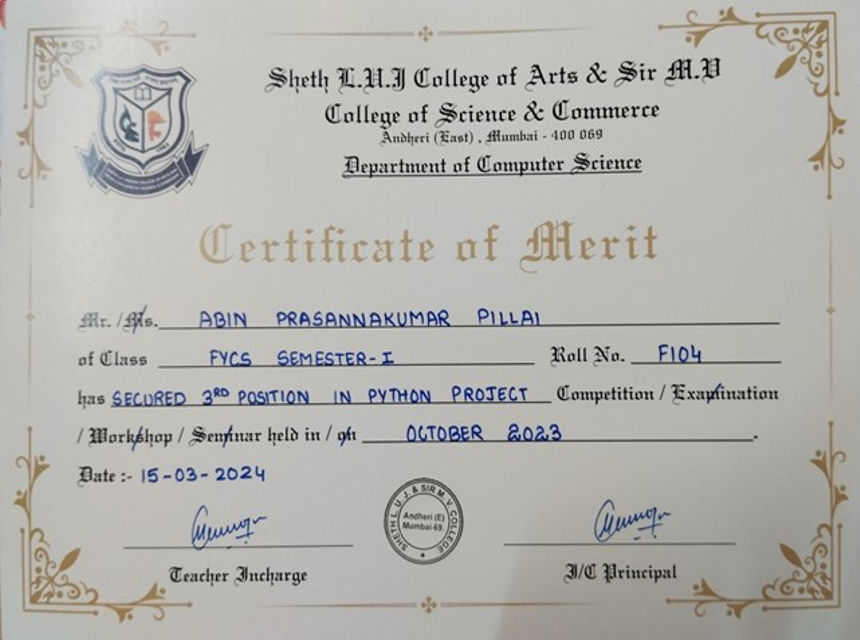 Sheth L.U.J College of Arts & Sir M.V
College of Science & Commerce
Andheri (East) , Mumbai - 400 069
Department of Computer Science
Certificate of Merit
Mr. /Ms. ABIN PRASANNAKUMAR PILLAI
of Class FYCS SEMESTER-I Roll No. F104
has SECURED 3RD POSITION IN PYTHON PROJECT Competition / Examination
/ Workshop / Seminar held in / on OCTOBER 2023.
Date :- 15-03-2024
SHETH L. U. J. & SIR M. V. COLLEGE
Andheri (E)
Mumbai-69.
Teacher Incharge I/C Principal